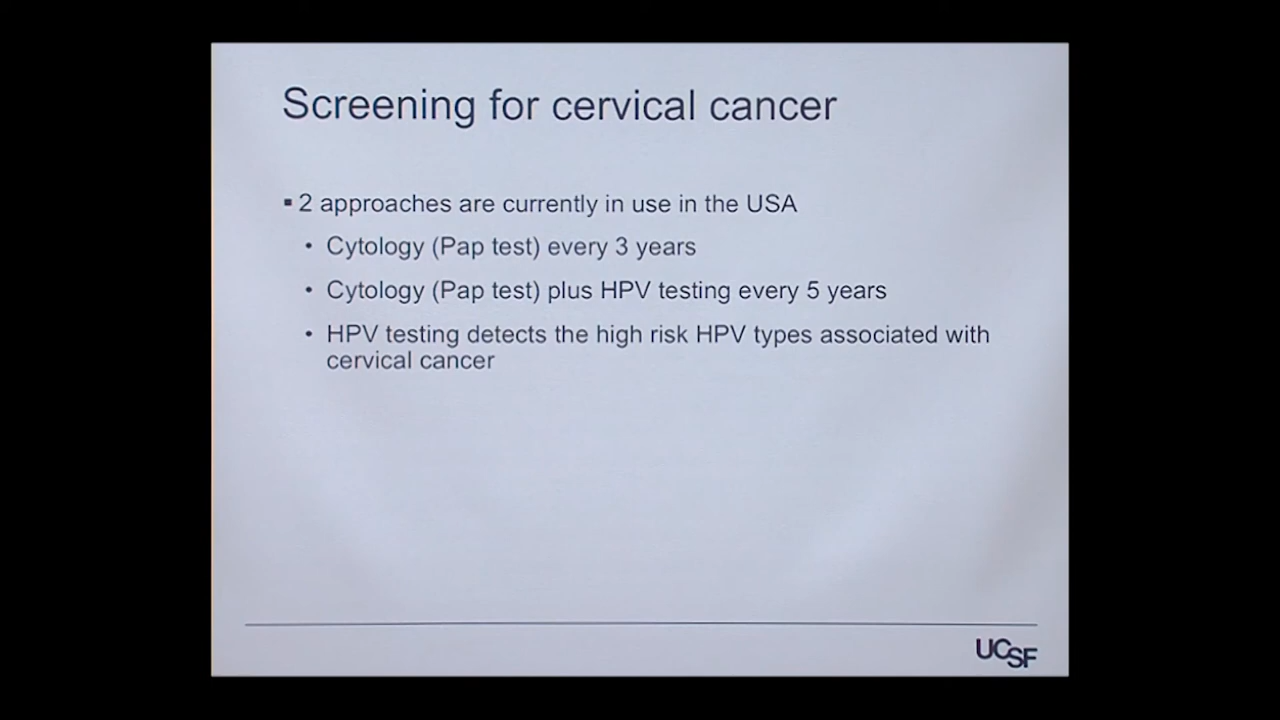 Screening for cervical cancer
▪ 2 approaches are currently in use in the USA
• Cytology (Pap test) every 3 years
• Cytology (Pap test) plus HPV testing every 5 years
• HPV testing detects the high risk HPV types associated with
cervical cancer
UCSF